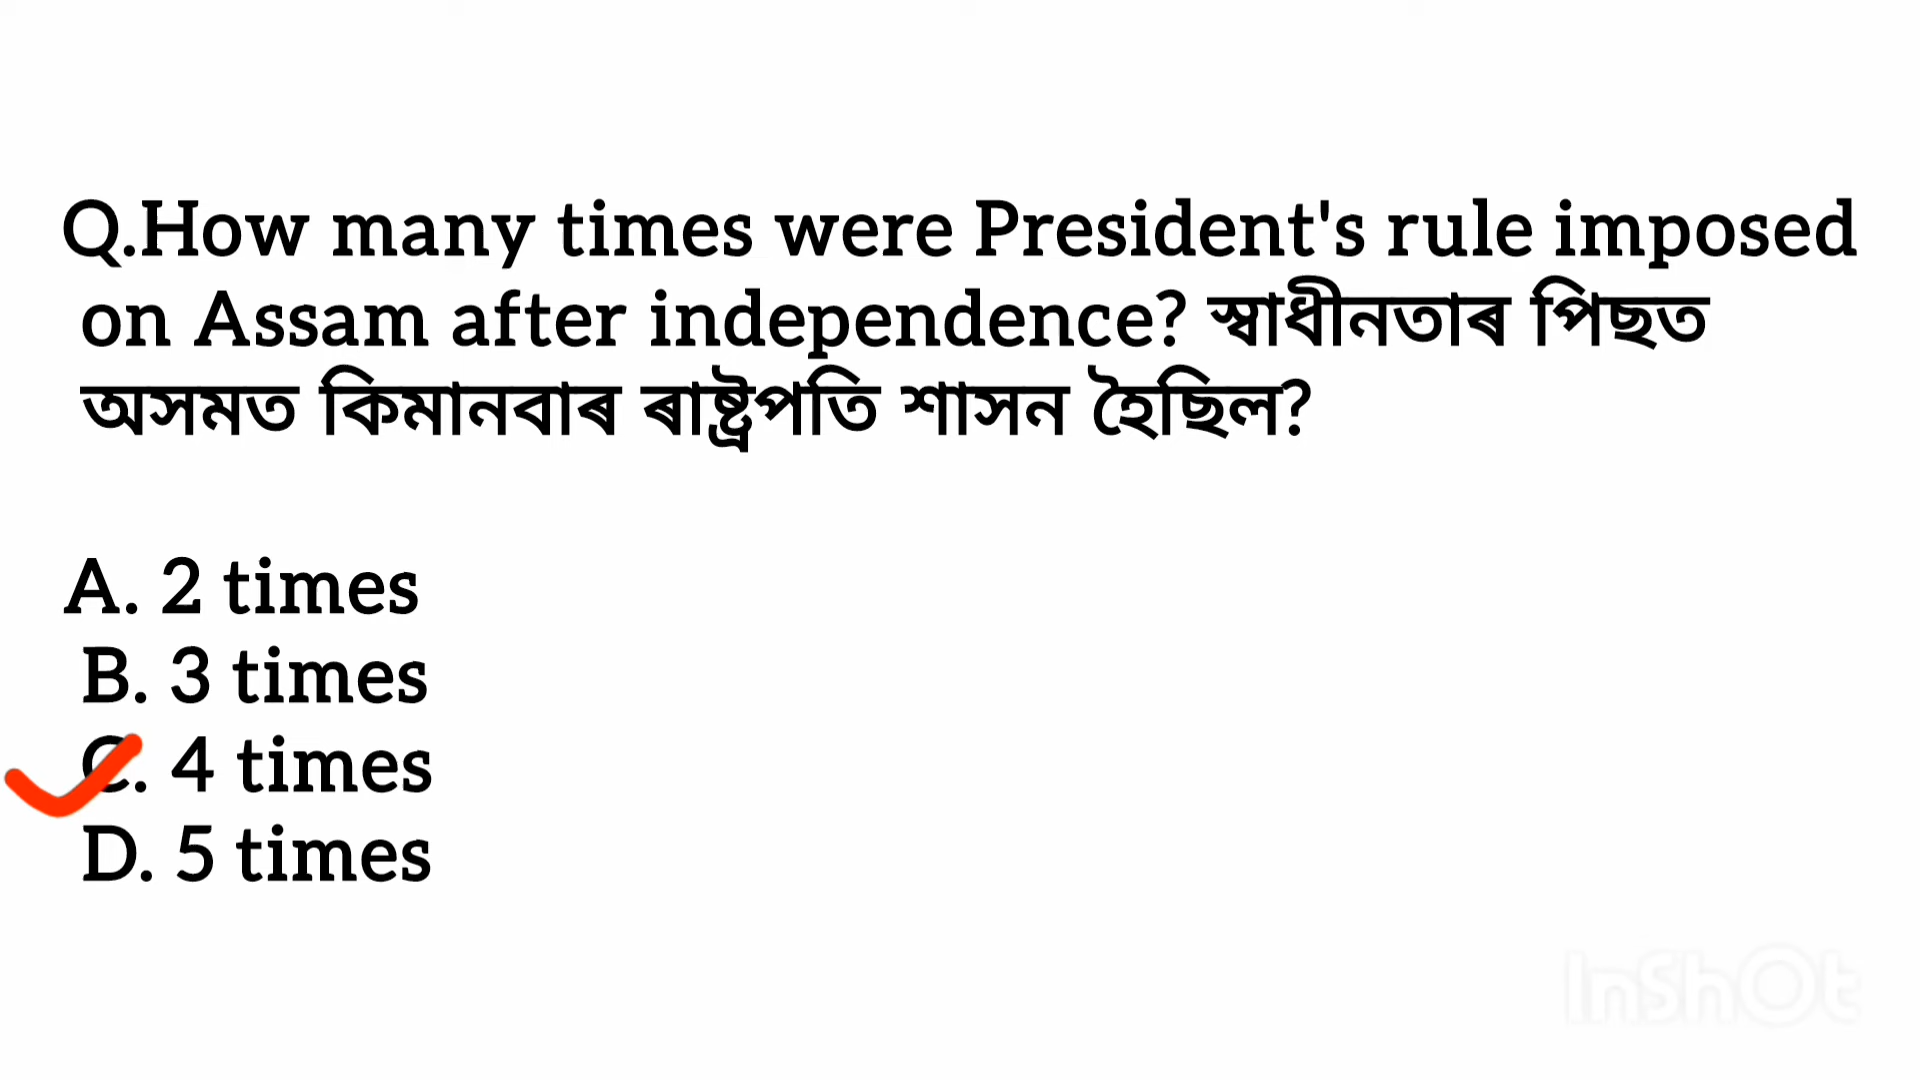 Q.How many times were President's rule imposed
on Assam after independence? স্বাধীনতাৰ পিছত
অসমত কিমানবাৰ ৰাষ্ট্ৰপতি শাসন হৈছিল?
A. 2 times
B. 3 times
C. 4 times
D. 5 times
InShOt